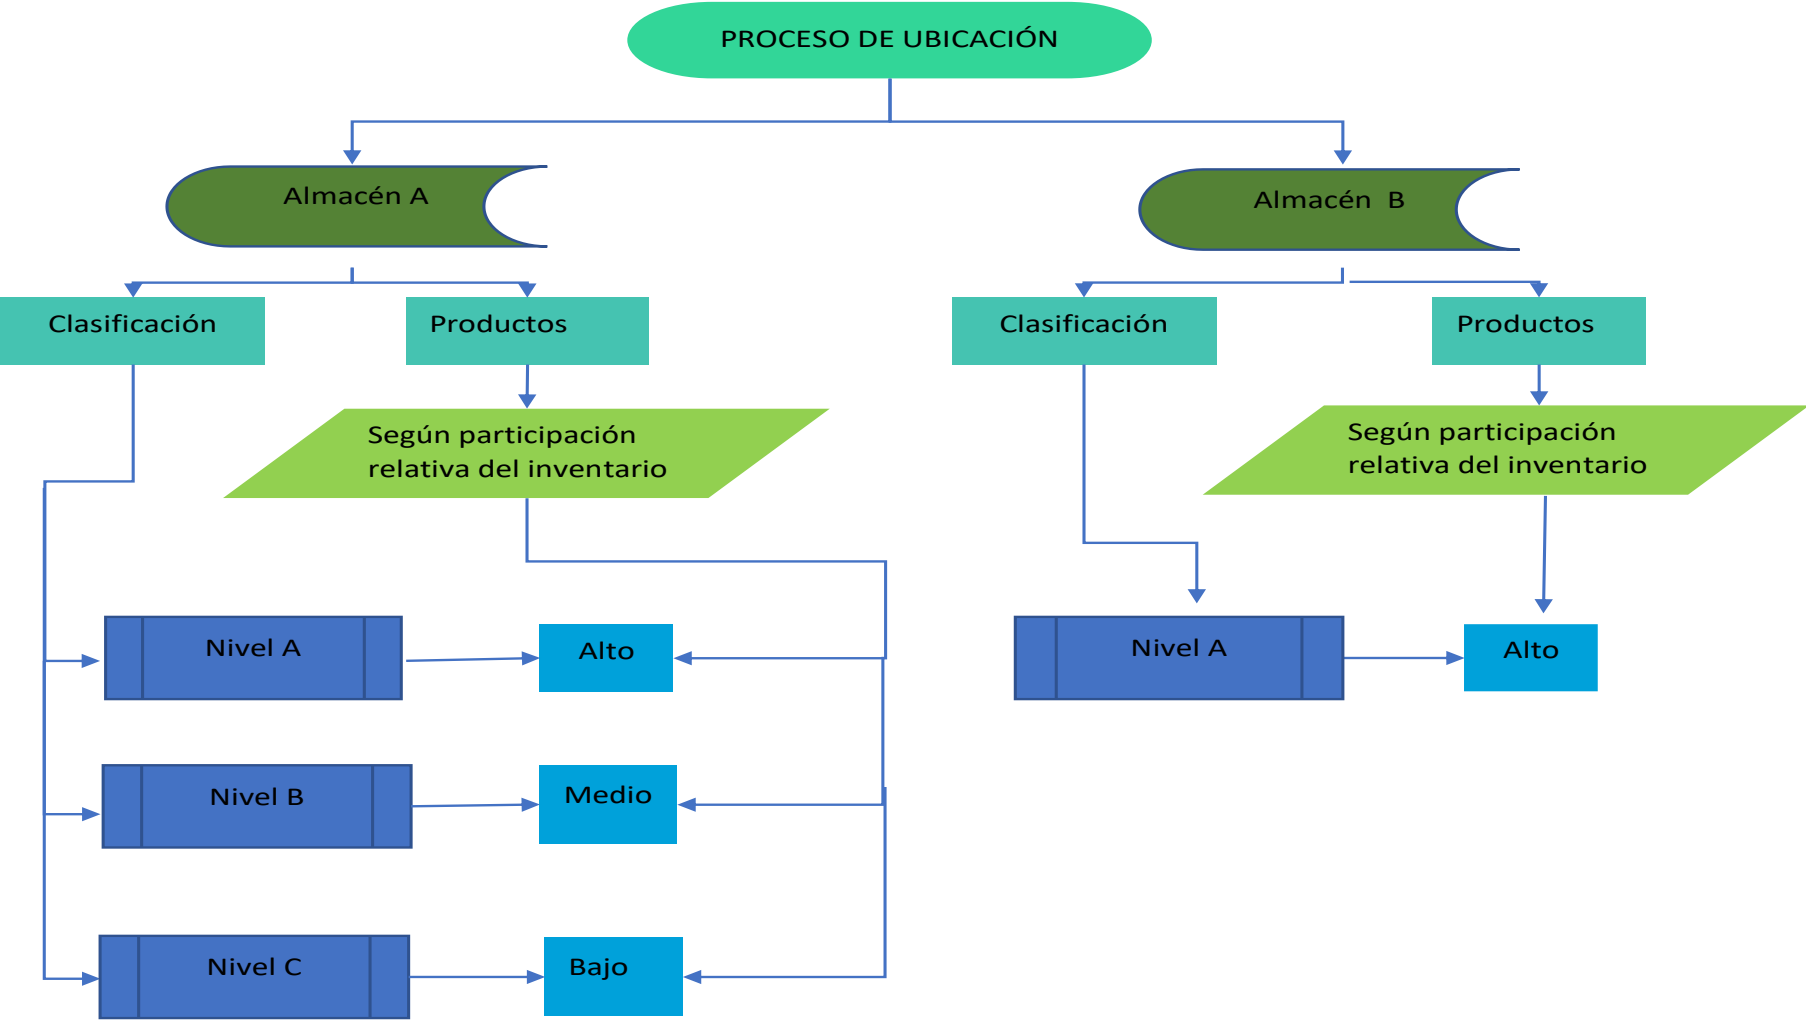 PROCESO DE UBICACIÓN
Almacén A
Almacén B
Clasificación
Productos
Clasificación
Productos
Según participación
relativa del inventario
Según participación
relativa del inventario
Nivel A
Alto
Nivel A
Alto
Nivel B
Medio
Nivel C
Bajo